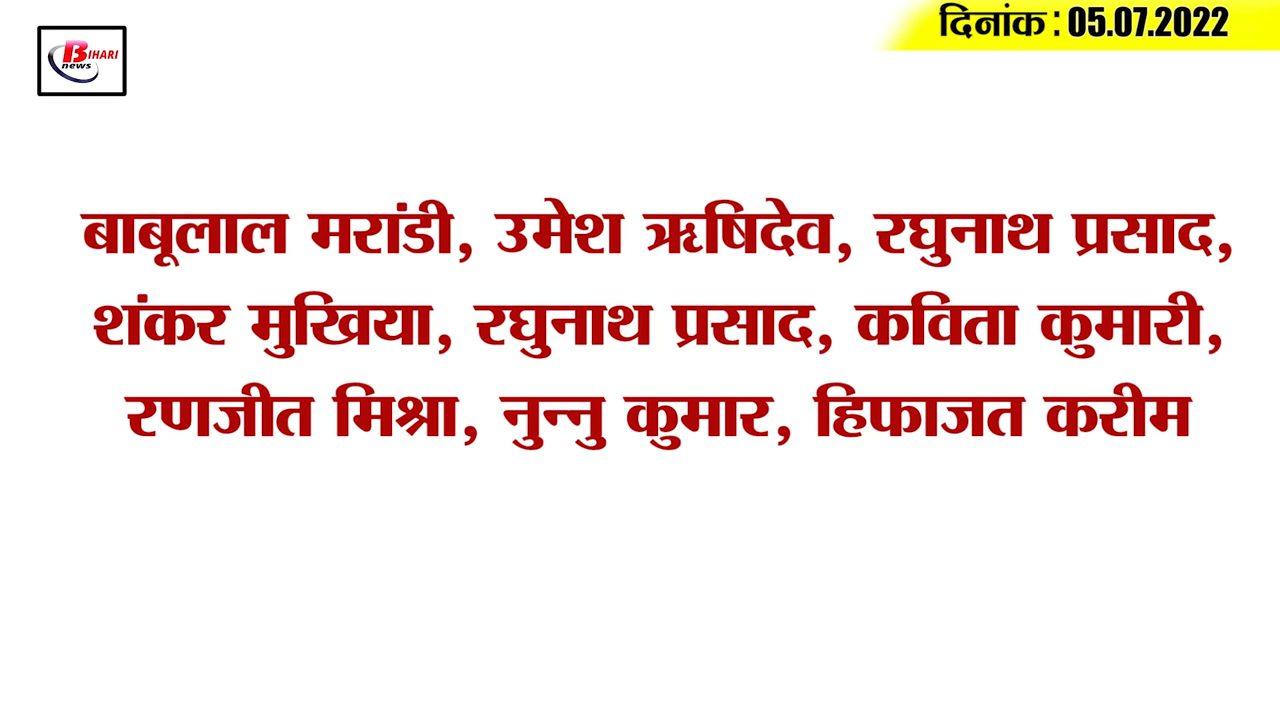 BIHARI
news
दिनांक : 05.07.2022
बाबूलाल मरांडी, उमेश ऋषिदेव, रघुनाथ प्रसाद,
शंकर मुखिया, रघुनाथ प्रसाद, कविता कुमारी,
रणजीत मिश्रा, नुन्नु कुमार, हिफाजत करीम